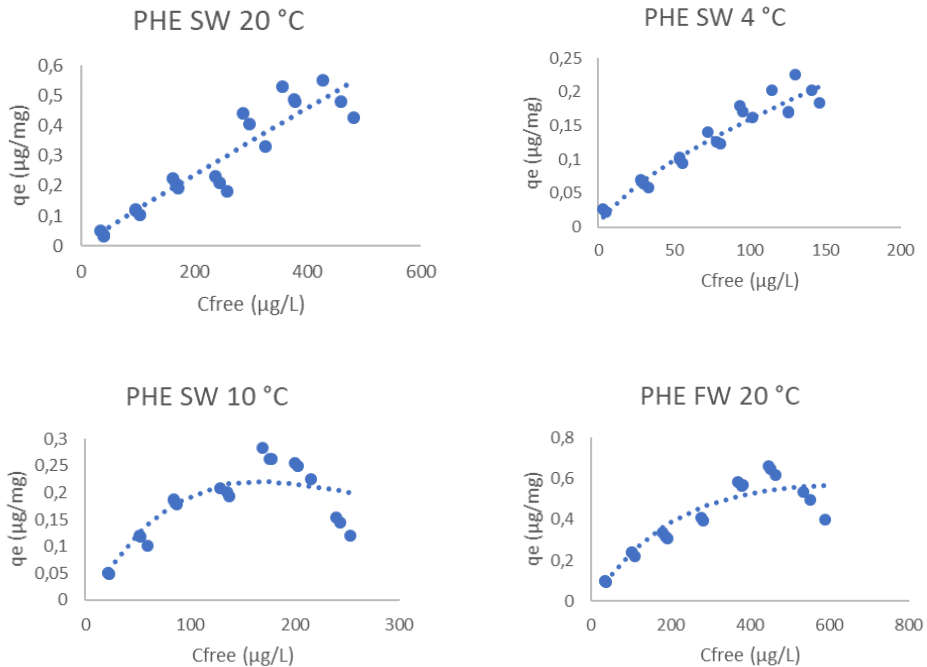 PHE SW 20 °C
0,6
0,5
0,4
0,3
0,2
0,1
0
qe (µg/mg)
0 200 400 600
Cfree (µg/L)
PHE SW 4 °C
0,25
0,2
0,15
0,1
0,05
0
qe (µg/mg)
0 50 100 150 200
Cfree (µg/L)
PHE SW 10 °C
0,3
0,25
0,2
0,15
0,1
0,05
0
qe (µg/mg)
0 100 200 300
Cfree (µg/L)
PHE FW 20 °C
0,8
0,6
0,4
0,2
0
qe (µg/mg)
0 200 400 600 800
Cfree (µg/L)